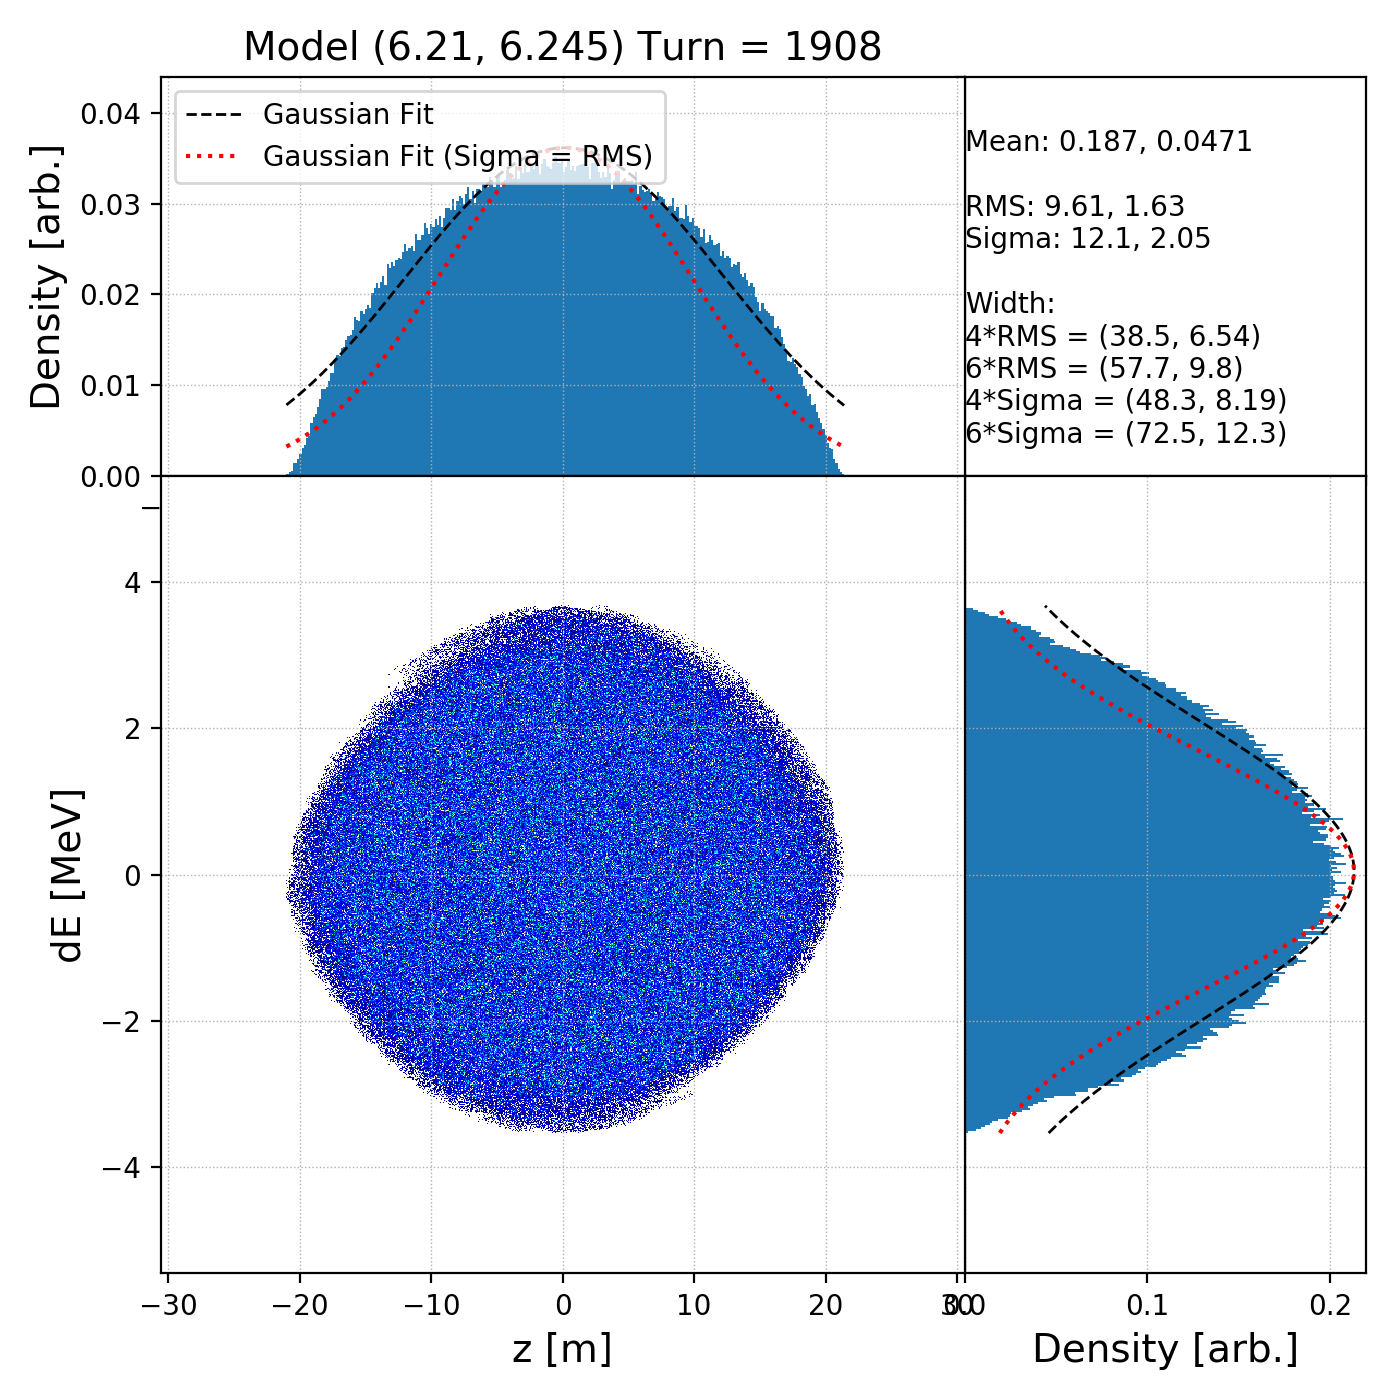 Model (6.21, 6.245) Turn = 1908
Gaussian Fit
Gaussian Fit (Sigma = RMS)
Density [arb.]
0.04
0.03
0.02
0.01
0.00
Mean: 0.187, 0.0471
RMS: 9.61, 1.63
Sigma: 12.1, 2.05
Width:
4*RMS = (38.5, 6.54)
6*RMS = (57.7, 9.8)
4*Sigma = (48.3, 8.19)
6*Sigma = (72.5, 12.3)
dE [MeV]
4
2
0
−2
−4
−30 −20 −10 0 10 20 30
z [m]
0.0 0.1 0.2
Density [arb.]